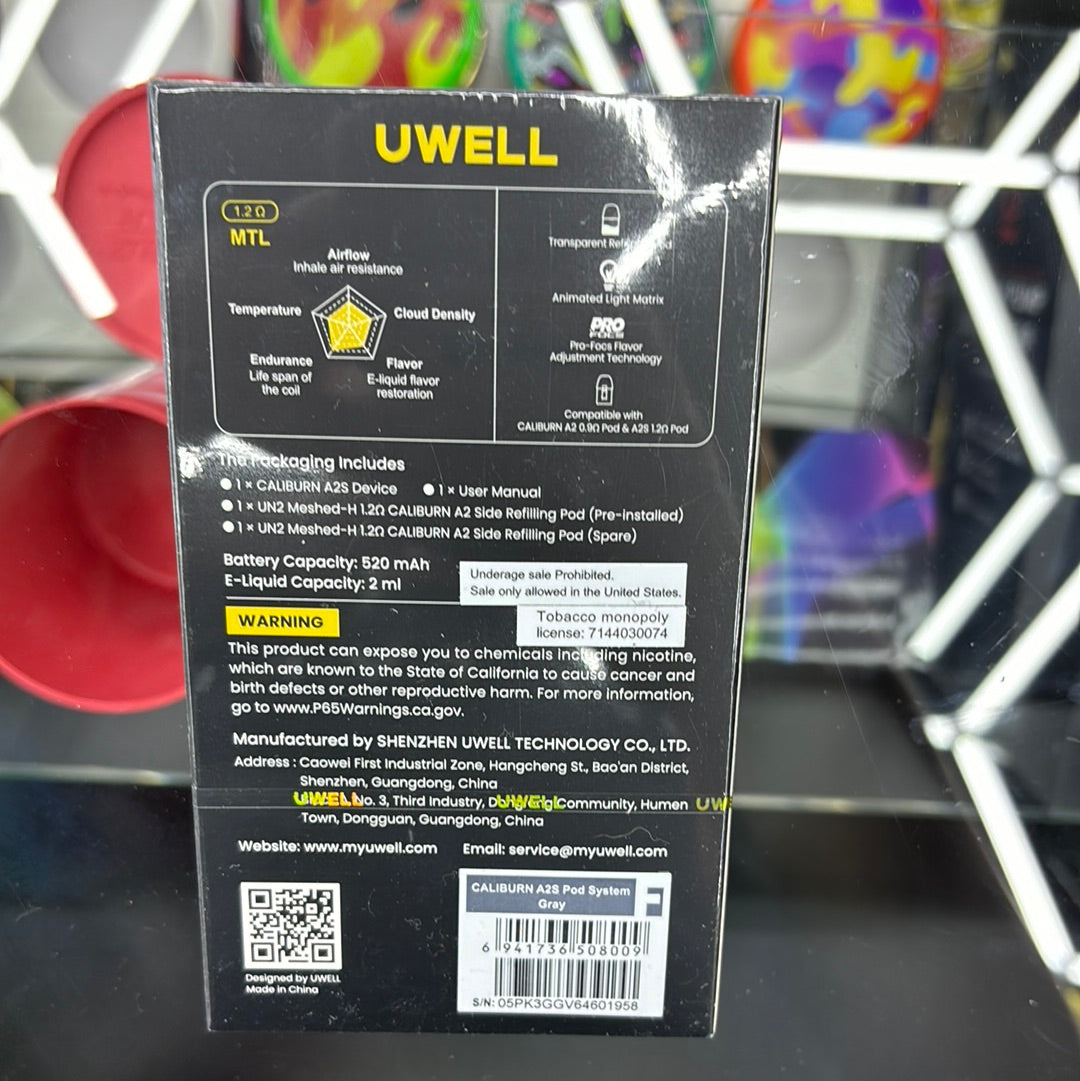 UWELL
1.2 Ω
MTL
Airflow
Inhale air resistance
Temperature
Cloud Density
Endurance
Life span of
the coil
Flavor
E-liquid flavor
restoration
Transparent
Animated Light Matrix
PRO
FOCS
Pro-Focs Flavor
Adjustment Technology
Compatible with
CALIBURN A2 0.9Ω Pod & A2S 1.2Ω Pod
The Packaging Includes
● 1 × CALIBURN A2S Device ● 1 × User Manual
● 1 × UN2 Meshed-H 1.2Ω CALIBURN A2 Side Refilling Pod (Pre-installed)
● 1 × UN2 Meshed-H 1.2Ω CALIBURN A2 Side Refilling Pod (Spare)
Battery Capacity: 520 mAh
E-Liquid Capacity: 2 ml
Underage sale Prohibited.
Sale only allowed in the United States.
Tobacco monopoly
license: 7144030074
WARNING
This product can expose you to chemicals including nicotine,
which are known to the State of California to cause cancer and
birth defects or other reproductive harm. For more information,
go to www.P65Warnings.ca.gov.
Manufactured by SHENZHEN UWELL TECHNOLOGY CO., LTD.
Address : Caowei First Industrial Zone, Hangcheng St., Bao'an District,
Shenzhen, Guangdong, China
No. 3, Third Industry, Community, Humen
Town, Dongguan, Guangdong, China
UWELL UWELL UW
Website: www.myuwell.com Email: service@myuwell.com
Designed by UWELL
Made in China
CALIBURN A2S Pod System
Gray
F
6 941736 508009
S/N: 05PK3GGV64601958